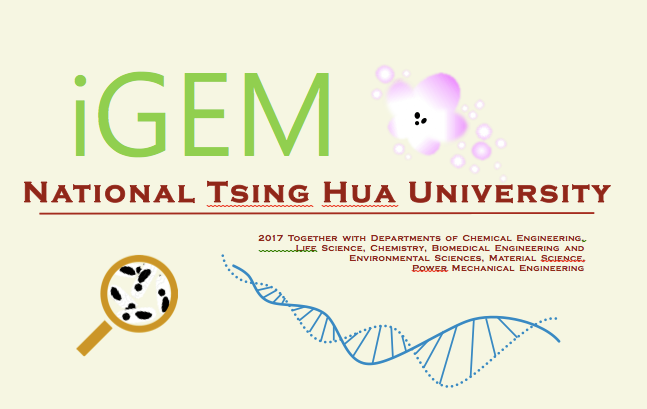 iGEM
National Tsing Hua University
2017 Together with Departments of Chemical Engineering,
Life Science, Chemistry, Biomedical Engineering and
Environmental Sciences, Material Science,
Power Mechanical Engineering